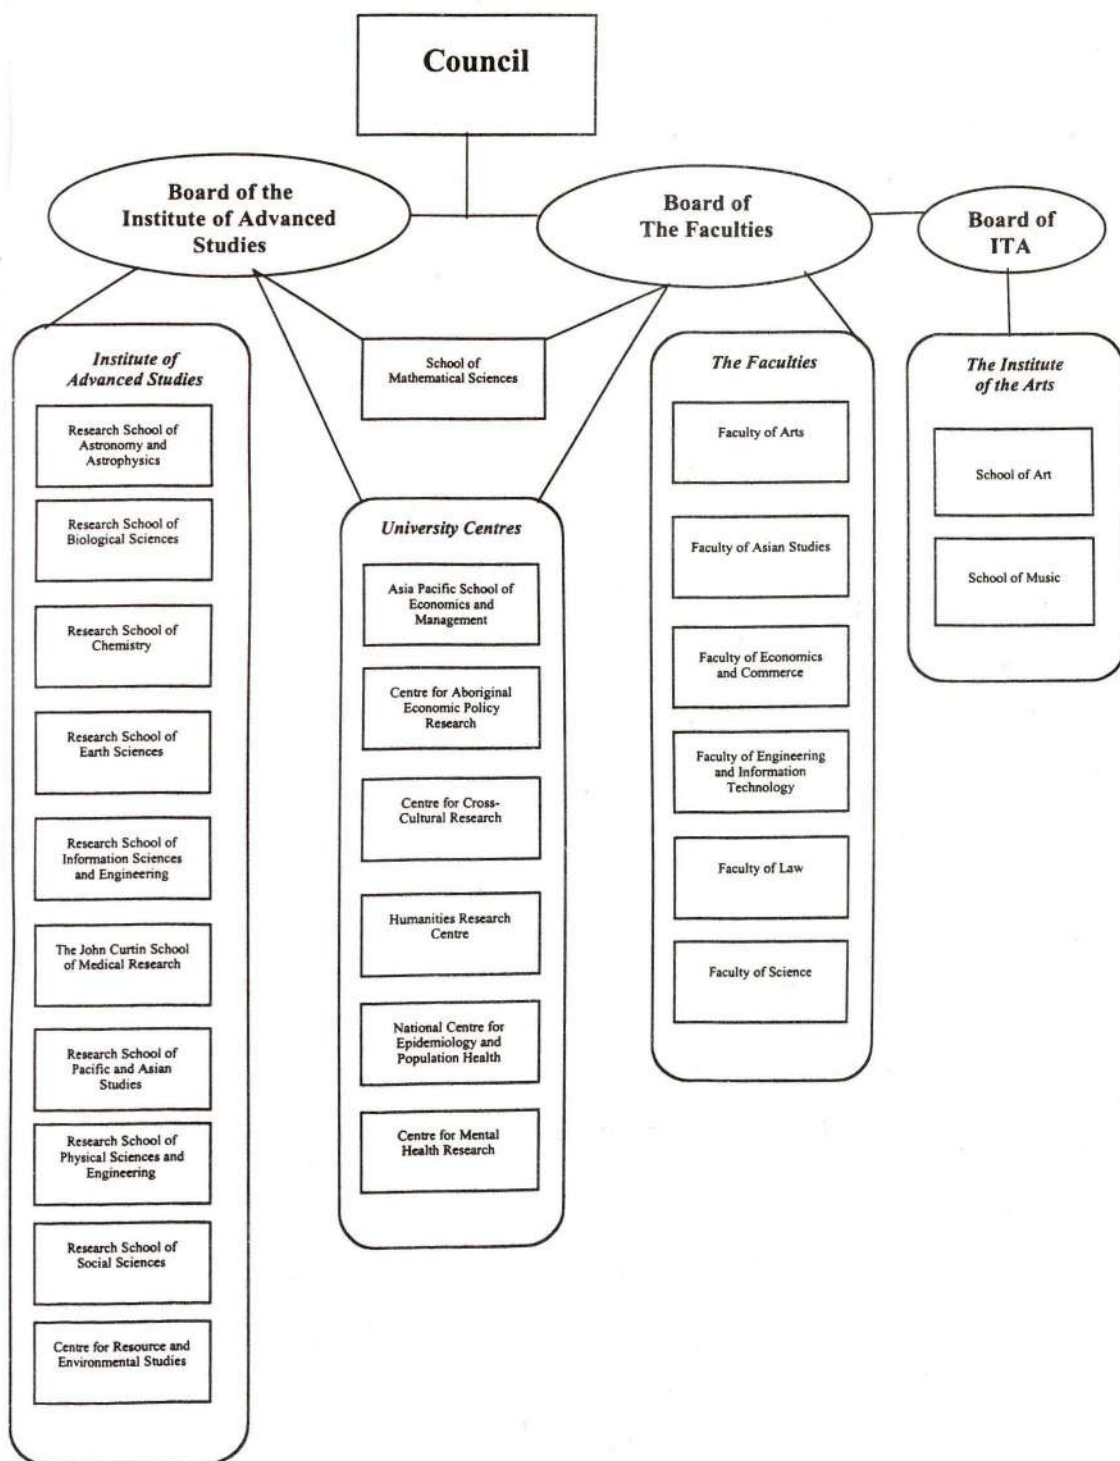 Council
Board of the
Institute of Advanced
Studies
Board of
The Faculties
Board of
ITA
Institute of
Advanced Studies
Research School of
Astronomy and
Astrophysics
Research School of
Biological Sciences
Research School of
Chemistry
Research School of
Earth Sciences
Research School of
Information Sciences
and Engineering
The John Curtin School
of Medical Research
Research School of
Pacific and Asian
Studies
Research School of
Physical Sciences and
Engineering
Research School of
Social Sciences
Centre for Resource and
Environmental Studies
School of
Mathematical Sciences
University Centres
Asia Pacific School of
Economics and
Management
Centre for Aboriginal
Economic Policy
Research
Centre for Cross-
Cultural Research
Humanities Research
Centre
National Centre for
Epidemiology and
Population Health
Centre for Mental
Health Research
The Faculties
Faculty of Arts
Faculty of Asian Studies
Faculty of Economics
and Commerce
Faculty of Engineering
and Information
Technology
Faculty of Law
Faculty of Science
The Institute
of the Arts
School of Art
School of Music